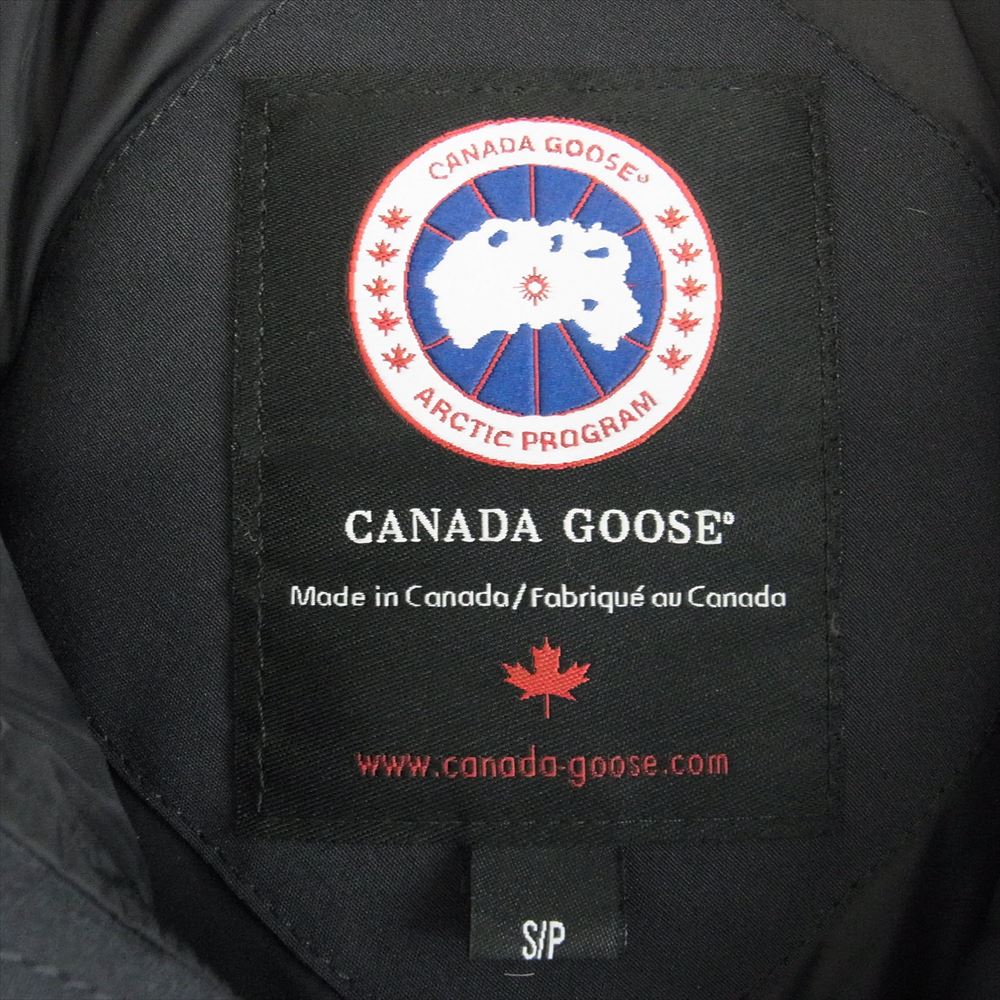 CANADA GOOSE®
ARCTIC PROGRAM
CANADA GOOSE®
Made in Canada/Fabriqué au Canada
www.canada-goose.com
S/P